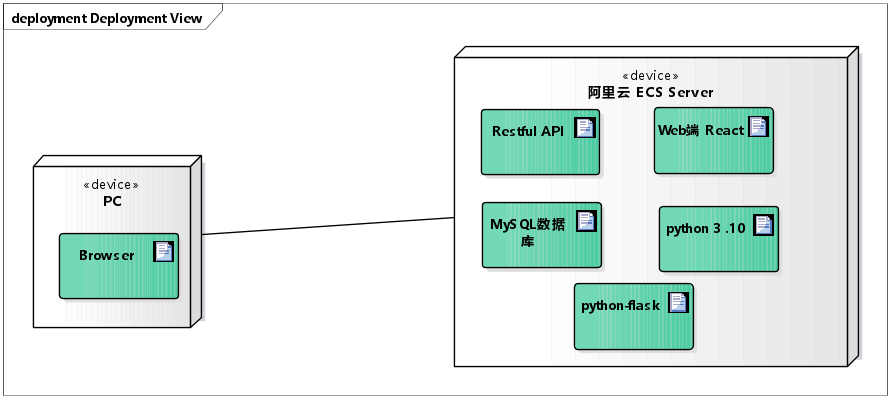 deployment Deployment View
«device»
阿里云 ECS Server
Restful API
Web端 React
«device»
PC
MySQL数据
库
python 3 .10
Browser
python-flask